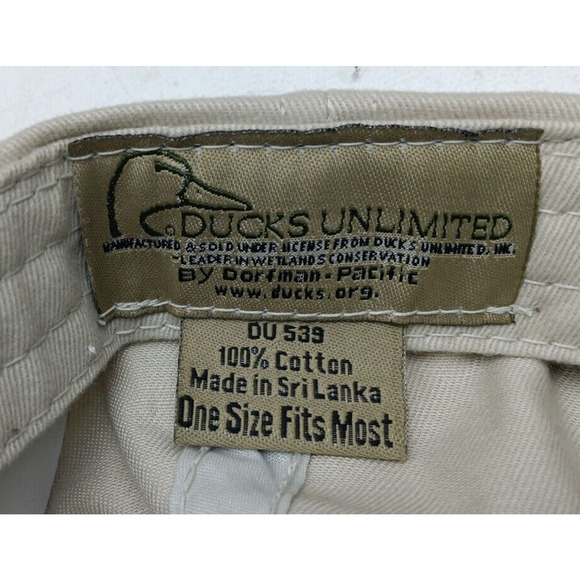 DUCKS UNLIMITED
MANUFACTURED & SOLD UNDER LICENSE FROM DUCKS UNLIMITED, INC.
-LEADER IN WETLANDS CONSERVATION
By Dorfman-Pacific
www.ducks.org.
DU 539
100% Cotton
Made in Sri Lanka
One Size Fits Most